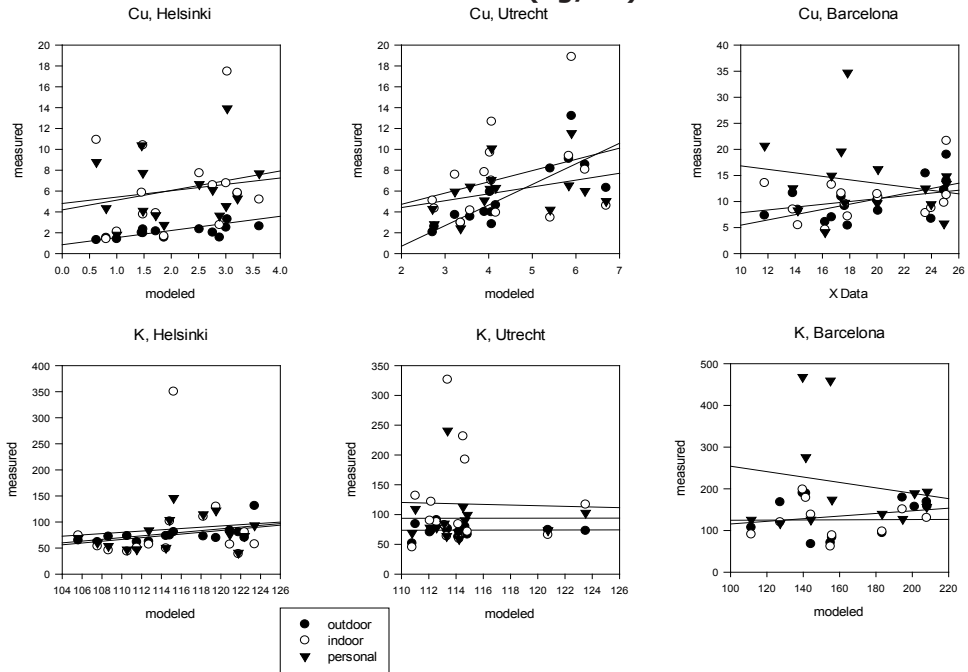 Cu, Helsinki
measured
20
18
16
14
12
10
8
6
4
2
0
0.0 0.5 1.0 1.5 2.0 2.5 3.0 3.5 4.0
modeled
Cu, Utrecht
measured
20
18
16
14
12
10
8
6
4
2
0
2 3 4 5 6 7
modeled
Cu, Barcelona
measured
40
35
30
25
20
15
10
5
0
10 12 14 16 18 20 22 24 26
X Data
K, Helsinki
measured
400
350
300
250
200
150
100
50
0
104 106 108 110 112 114 116 118 120 122 124 126
modeled
K, Utrecht
measured
350
300
250
200
150
100
50
0
110 112 114 116 118 120 122 124 126
modeled
K, Barcelona
measured
500
400
300
200
100
0
100 120 140 160 180 200 220
modeled
outdoor
indoor
personal